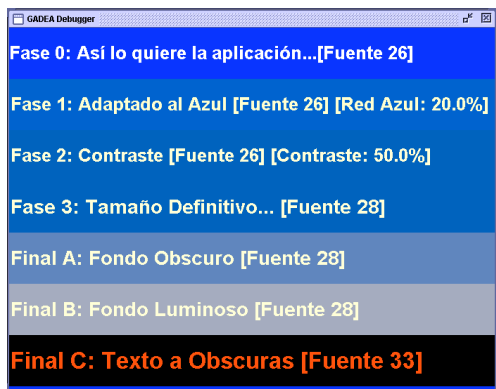 GADEA Debugger
Fase 0: Así lo quiere la aplicación...[Fuente 26]
Fase 1: Adaptado al Azul [Fuente 26] [Red Azul: 20.0%]
Fase 2: Contraste [Fuente 26] [Contraste: 50.0%]
Fase 3: Tamaño Definitivo... [Fuente 28]
Final A: Fondo Obscuro [Fuente 28]
Final B: Fondo Luminoso [Fuente 28]
Final C: Texto a Obscuras [Fuente 33]